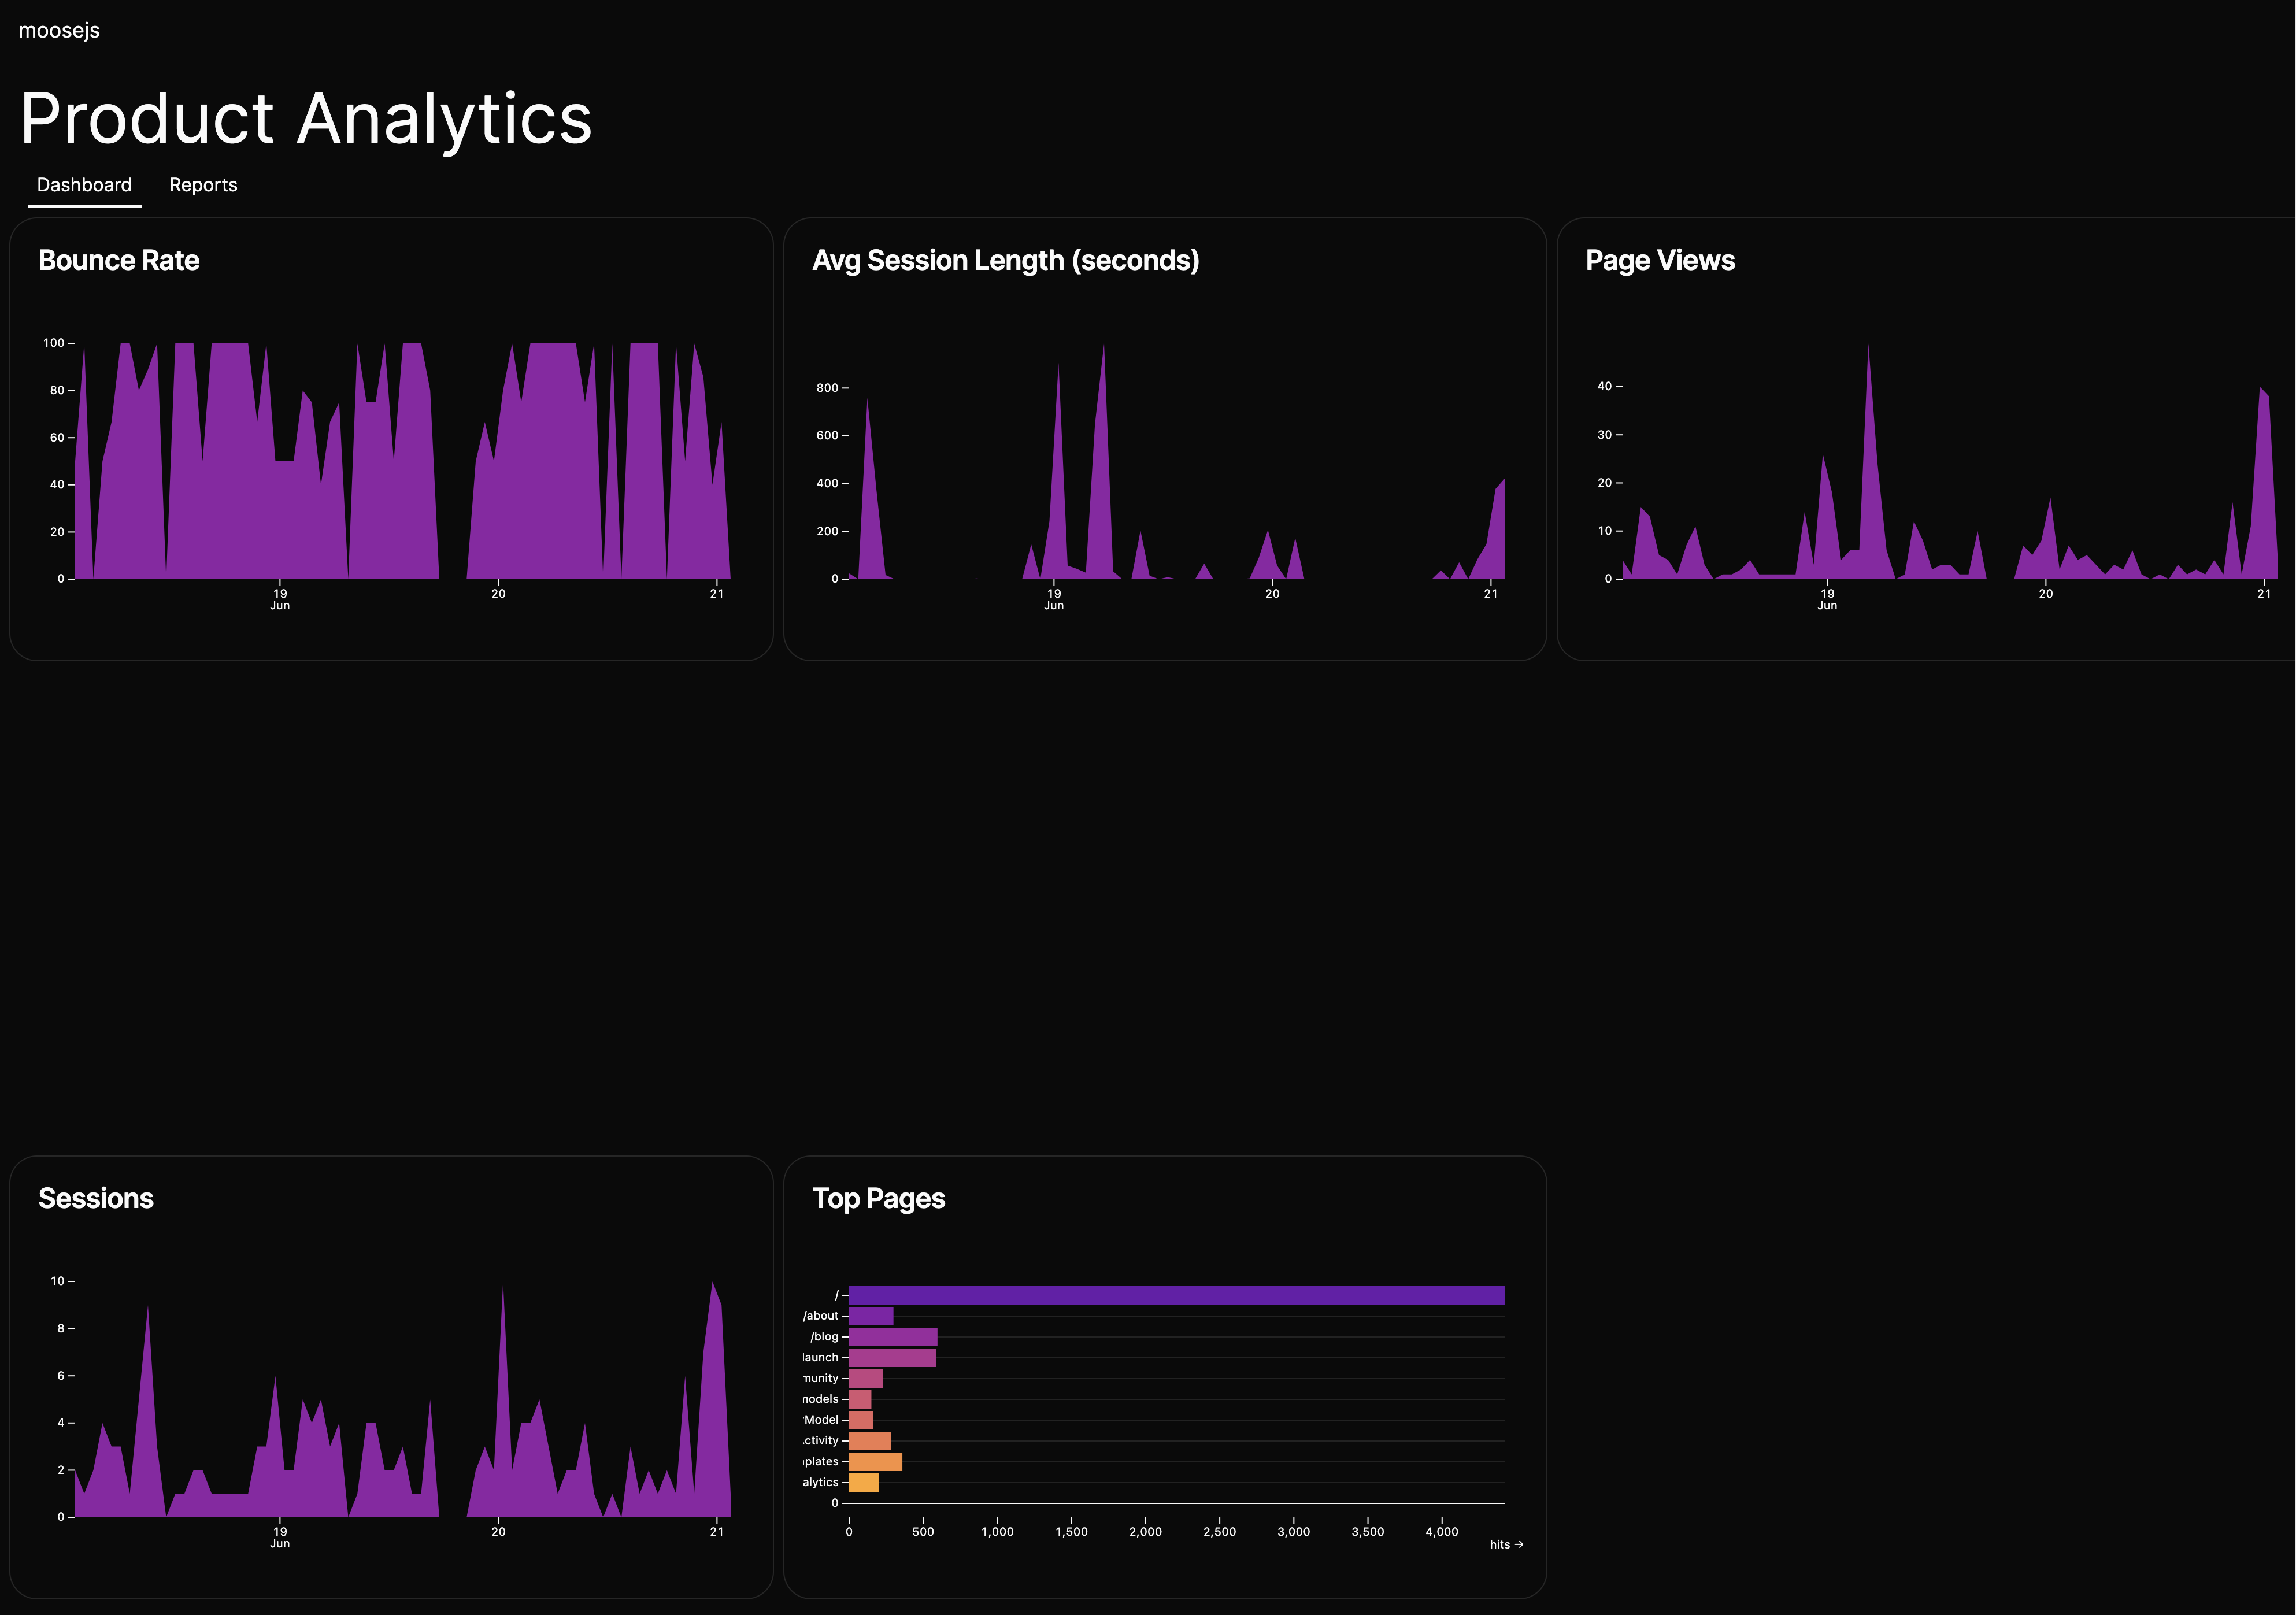 moosejs
Product Analytics
Dashboard Reports
Bounce Rate
100
80
60
40
20
0
19 20 21
Jun
Avg Session Length (seconds)
800
600
400
200
0
19 20 21
Jun
Page Views
40
30
20
10
0
19 20 21
Jun
Sessions
10
8
6
4
2
0
19 20 21
Jun
Top Pages
/
/about
/blog
launch
munity
models
Model
ctivity
plates
alytics
0
0 500 1,000 1,500 2,000 2,500 3,000 3,500 4,000
hits →